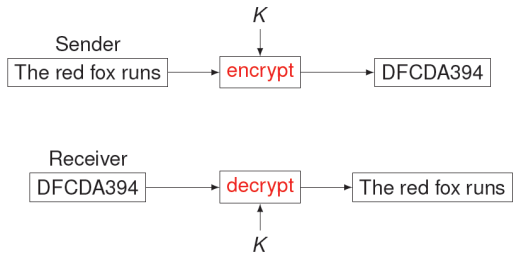 K
Sender
The red fox runs
encrypt
DFCDA394
Receiver
DFCDA394
decrypt
The red fox runs
K